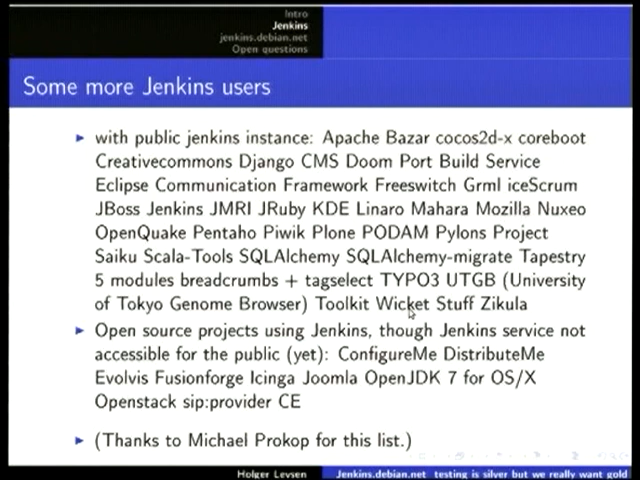 Intro
Jenkins
jenkins.debian.net
Open questions
Some more Jenkins users
with public jenkins instance: Apache Bazar cocos2d-x coreboot
Creativecommons Django CMS Doom Port Build Service
Eclipse Communication Framework Freeswitch Grml iceScrum
JBoss Jenkins JMRI JRuby KDE Linaro Mahara Mozilla Nuxeo
OpenQuake Pentaho Piwik Plone PODAM Pylons Project
Saiku Scala-Tools SQLAlchemy SQLAlchemy-migrate Tapestry
5 modules breadcrumbs + tagselect TYPO3 UTGB (University
of Tokyo Genome Browser) Toolkit Wicket Stuff Zikula
Open source projects using Jenkins, though Jenkins service not
accessible for the public (yet): ConfigureMe DistributeMe
Evolvis Fusionforge Icinga Joomla OpenJDK 7 for OS/X
Openstack sip:provider CE
(Thanks to Michael Prokop for this list.)
Holger Levsen
Jenkins.debian.net testing is silver but we really want gold